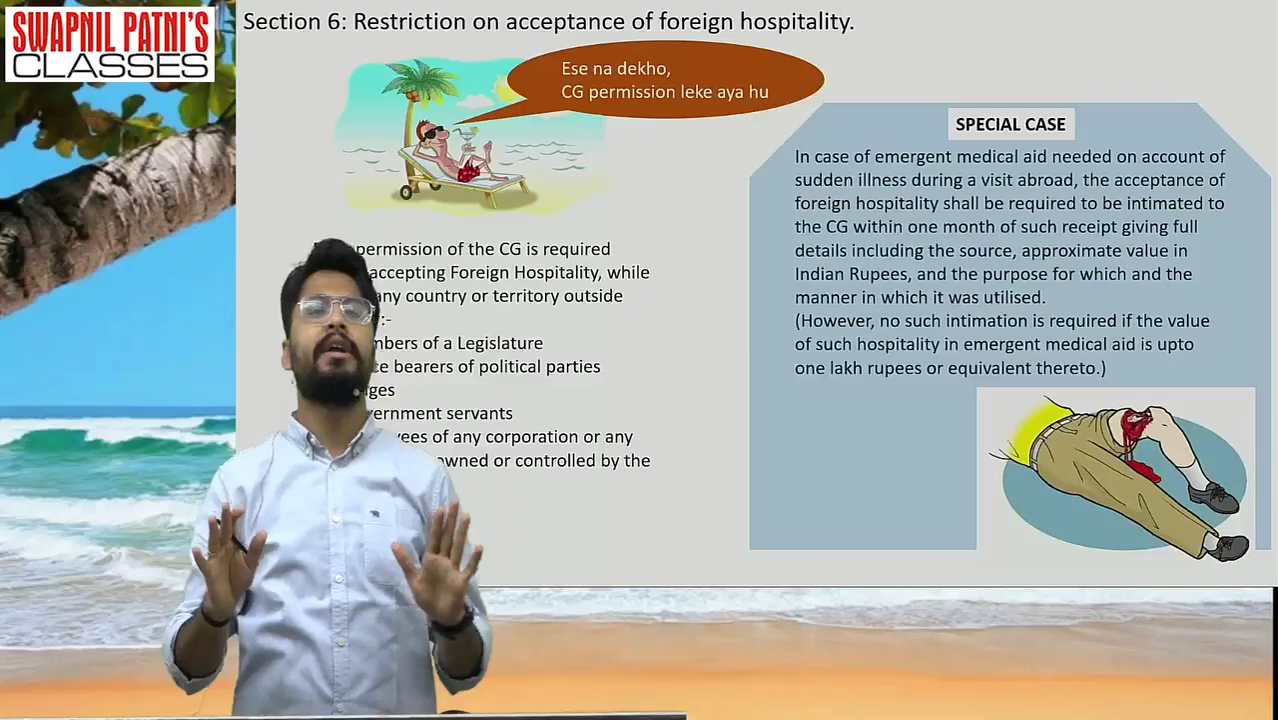 SWAPNIL PATNI'S
CLASSES
Section 6: Restriction on acceptance of foreign hospitality.
Ese na dekho,
CG permission leke aya hu
permission of the CG is required
accepting Foreign Hospitality, while
any country or territory outside
:-
of a Legislature
bearers of political parties
servants
of any corporation or any
owned or controlled by the
SPECIAL CASE
In case of emergent medical aid needed on account of
sudden illness during a visit abroad, the acceptance of
foreign hospitality shall be required to be intimated to
the CG within one month of such receipt giving full
details including the source, approximate value in
Indian Rupees, and the purpose for which and the
manner in which it was utilised.
(However, no such intimation is required if the value
of such hospitality in emergent medical aid is upto
one lakh rupees or equivalent thereto.)